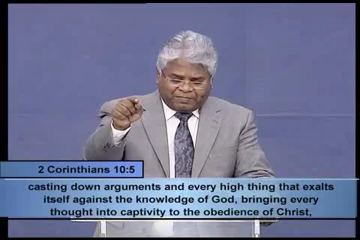 2 Corinthians 10:5
casting down arguments and every high thing that exalts
itself against the knowledge of God, bringing every
thought into captivity to the obedience of Christ,